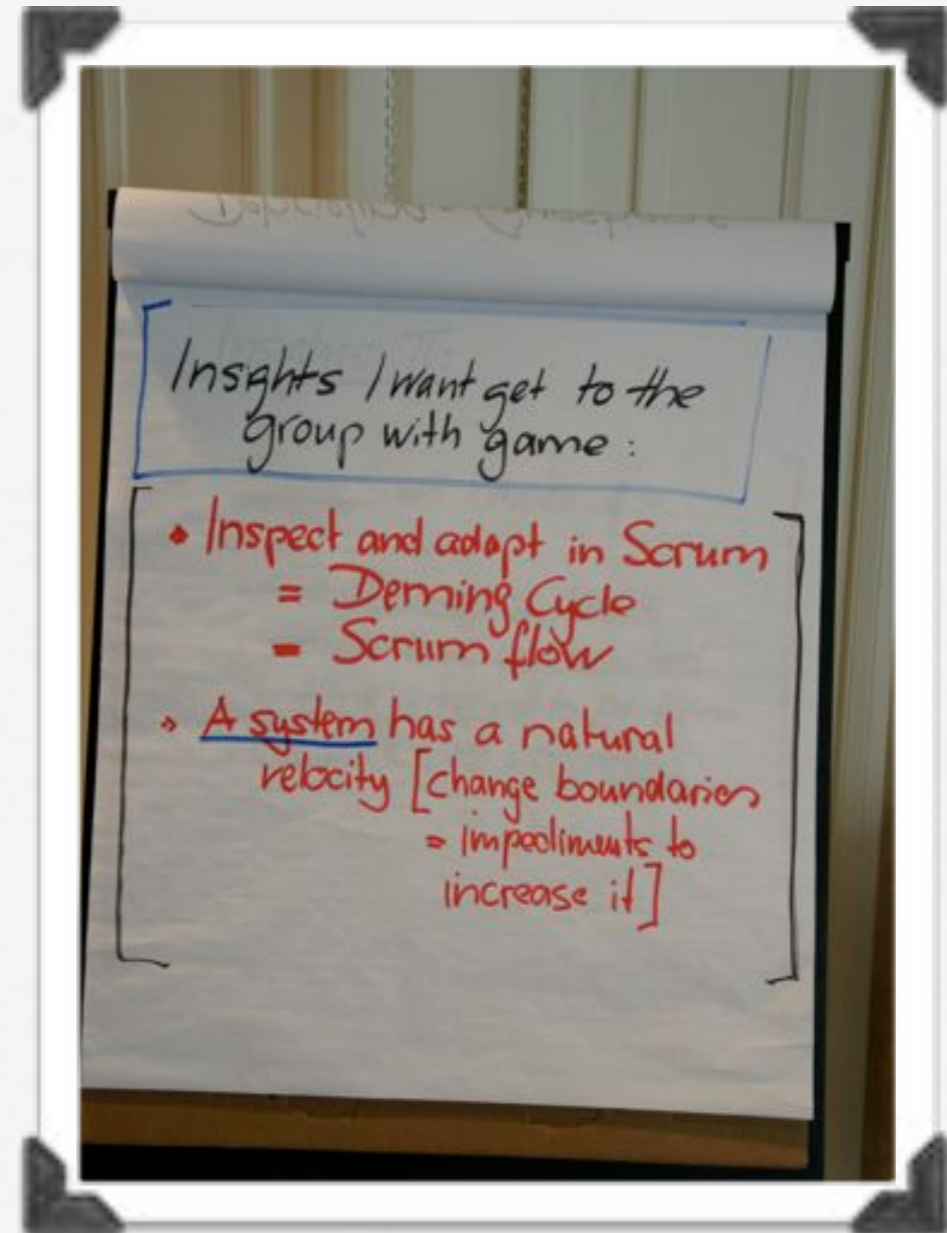 Insghts I want get to the
group with game :
• Inspect and adapt in Scrum
= Deming Cycle
= Scrum flow
• A system has a natural
velocity [change boundaries
= impediments to
increase it]